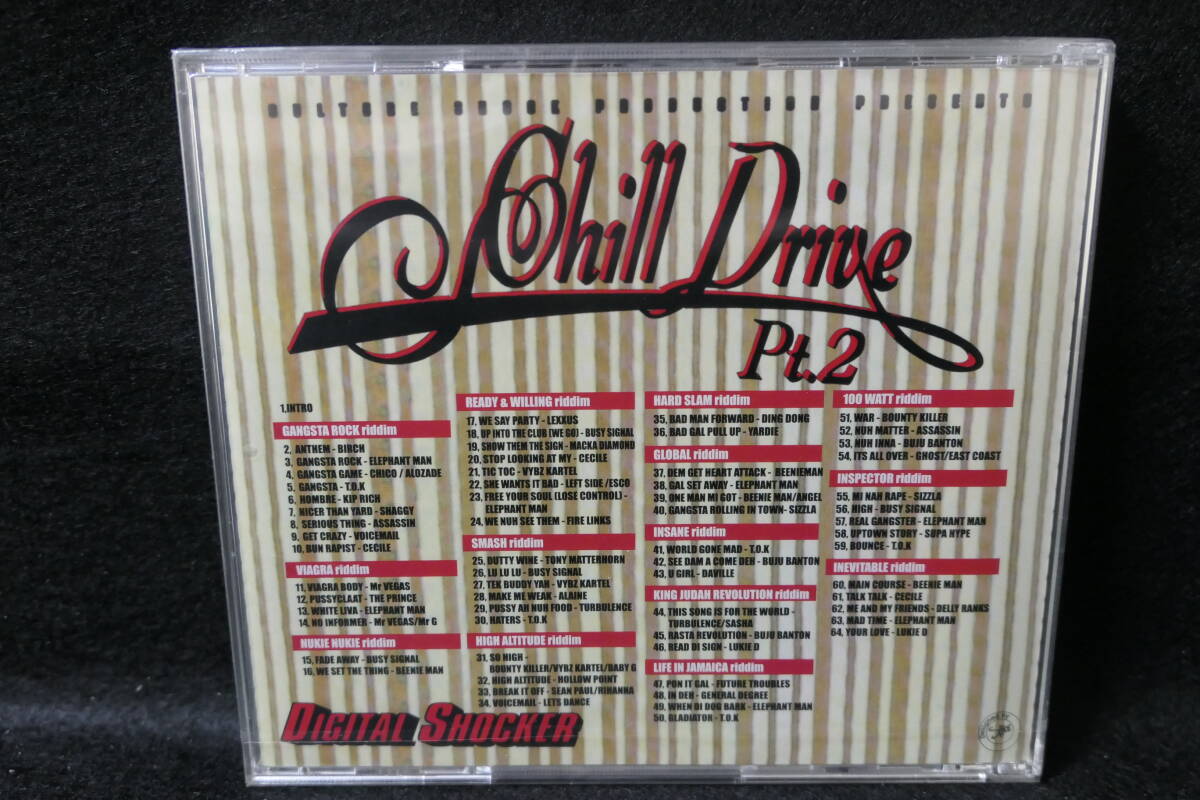 CULTURE SHOCK PRODUCTION PRESENTS
Chill Drive
Pt.2
1,INTRO
GANGSTA ROCK riddim
2, ANTHEM - BIRCH
3, GANGSTA ROCK - ELEPHANT MAN
4, GANGSTA GAME - CHICO / ALOZADE
5, GANGSTA - T.O.K
6, HOMBRE - KIP RICH
7, NICER THAN YARD - SHAGGY
8, SERIOUS THING - ASSASSIN
9, GET CRAZY - VOICEMAIL
10, BUN RAPIST - CECILE
VIAGRA riddim
11, VIAGRA BODY - Mr VEGAS
12, PUSSYCLAAT - THE PRINCE
13, WHITE LIVA - ELEPHANT MAN
14, NO INFORMER - Mr VEGAS/Mr G
NUKIE NUKIE riddim
15, FADE AWAY - BUSY SIGNAL
16, WE SET THE THING - BEENIE MAN
READY & WILLING riddim
17, WE SAY PARTY - LEXXUS
18, UP INTO THE CLUB (WE GO) - BUSY SIGNAL
19, SHOW THEM THE SIGN - MACKA DIAMOND
20, STOP LOOKING AT MY - CECILE
21, TIC TOC - VYBZ KARTEL
22, SHE WANTS IT BAD - LEFT SIDE /ESCO
23, FREE YOUR SOUL (LOSE CONTROL) -
ELEPHANT MAN
24, WE NUH SEE THEM - FIRE LINKS
SMASH riddim
25, DUTTY WINE - TONY MATTERHORN
26, LU LU LU - BUSY SIGNAL
27, TEK BUDDY YAH - VYBZ KARTEL
28, MAKE ME WEAK - ALAINE
29, PUSSY AH NUH FOOD - TURBULENCE
30, HATERS - T.O.K
HIGH ALTITUDE riddim
31, SO HIGH -
BOUNTY KILLER/VYBZ KARTEL/BABY G
32, HIGH ALTITUDE - HOLLOW POINT
33, BREAK IT OFF - SEAN PAUL/RIHANNA
34, VOICEMAIL - LETS DANCE
HARD SLAM riddim
35, BAD MAN FORWARD - DING DONG
36, BAD GAL PULL UP - YARDIE
GLOBAL riddim
37, DEM GET HEART ATTACK - BEENIEMAN
38, GAL SET AWAY - ELEPHANT MAN
39, ONE MAN MI GOT - BEENIE MAN/ANGEL
40, GANGSTA ROLLING IN TOWN- SIZZLA
INSANE riddim
41, WORLD GONE MAD - T.O.K
42, SEE DAM A COME DEH - BUJU BANTON
43, U GIRL - DAVILLE
KING JUDAH REVOLUTION riddim
44, THIS SONG IS FOR THE WORLD -
TURBULENCE/SASHA
45, RASTA REVOLUTION - BUJU BANTON
46, READ DI SIGN - LUKIE D
LIFE IN JAMAICA riddim
47, PON IT GAL - FUTURE TROUBLES
48, IN DEH - GENERAL DEGREE
49, WHEN DI DOG BARK - ELEPHANT MAN
50, GLADIATOR - T.O.K
100 WATT riddim
51, WAR - BOUNTY KILLER
52, NUH MATTER - ASSASSIN
53, NUH INNA - BUJU BANTON
54, ITS ALL OVER - GHOST/EAST COAST
INSPECTOR riddim
55, MI NAH RAPE - SIZZLA
56, HIGH - BUSY SIGNAL
57, REAL GANGSTER - ELEPHANT MAN
58, UPTOWN STORY - SUPA HYPE
59, BOUNCE - T.O.K
INEVITABLE riddim
60, MAIN COURSE - BEENIE MAN
61, TALK TALK - CECILE
62, ME AND MY FRIENDS - DELLY RANKS
63, MAD TIME - ELEPHANT MAN
64, YOUR LOVE - LUKIE D
DIGITAL SHOCKER